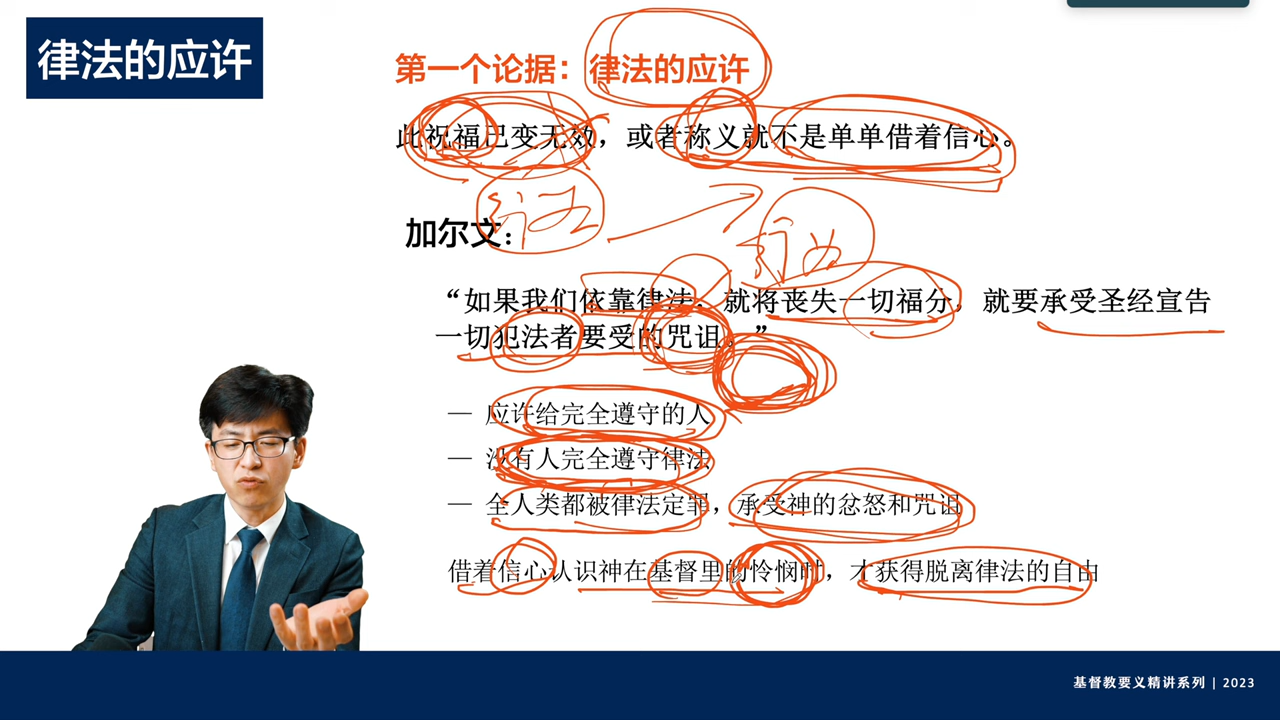 律法的应许
第一个论据：律法的应许
此祝福已变无效，或者称义就不是单单借着信心。
行法
行为
加尔文：
“如果我们依靠律法，就将丧失一切福分，就要承受圣经宣告
一切犯法者要受的咒诅。”
— 应许给完全遵守的人
— 没有人完全遵守律法
— 全人类都被律法定罪，承受神的忿怒和咒诅
借着信心认识神在基督里的怜悯时，才获得脱离律法的自由
基督教要义精讲系列 | 2023